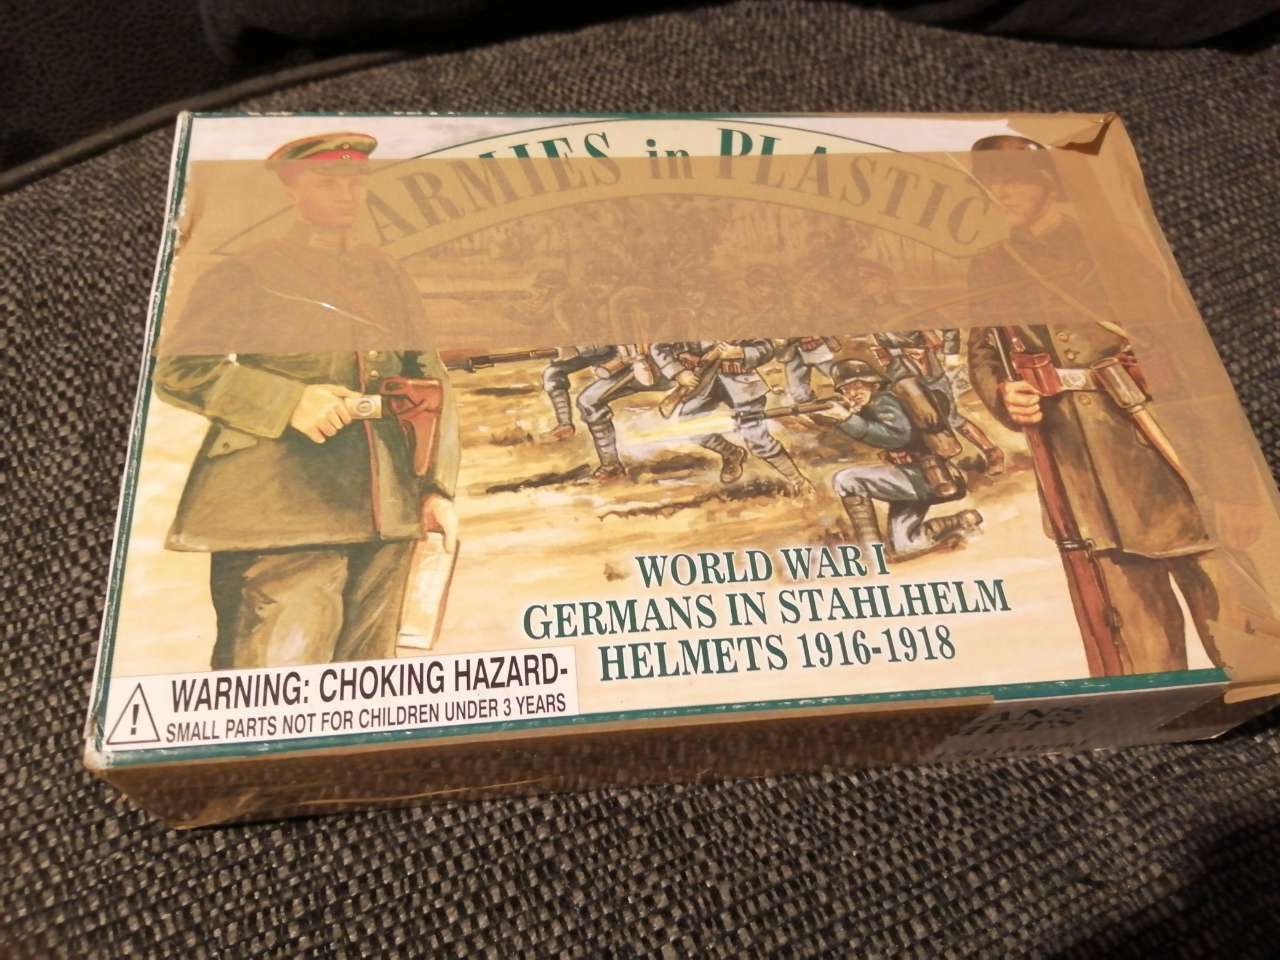 ARMIES in PLASTIC
WORLD WAR I
GERMANS IN STAHLHELM
HELMETS 1916-1918
WARNING: CHOKING HAZARD-
SMALL PARTS NOT FOR CHILDREN UNDER 3 YEARS